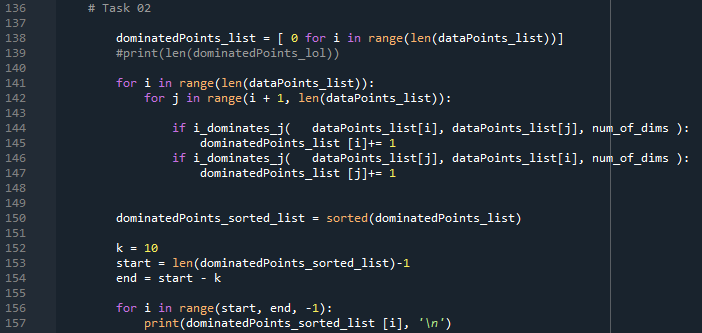 136 # Task 02
137
138 dominatedPoints_list = [ 0 for i in range(len(dataPoints_list))]
139 #print(len(dominatedPoints_lol))
140
141 for i in range(len(dataPoints_list)):
142 for j in range(i + 1, len(dataPoints_list)):
143
144 if i_dominates_j( dataPoints_list[i], dataPoints_list[j], num_of_dims ):
145 dominatedPoints_list [i]+= 1
146 if i_dominates_j( dataPoints_list[j], dataPoints_list[i], num_of_dims ):
147 dominatedPoints_list [j]+= 1
148
149
150 dominatedPoints_sorted_list = sorted(dominatedPoints_list)
151
152 k = 10
153 start = len(dominatedPoints_sorted_list)-1
154 end = start - k
155
156 for i in range(start, end, -1):
157 print(dominatedPoints_sorted_list [i], '\n')